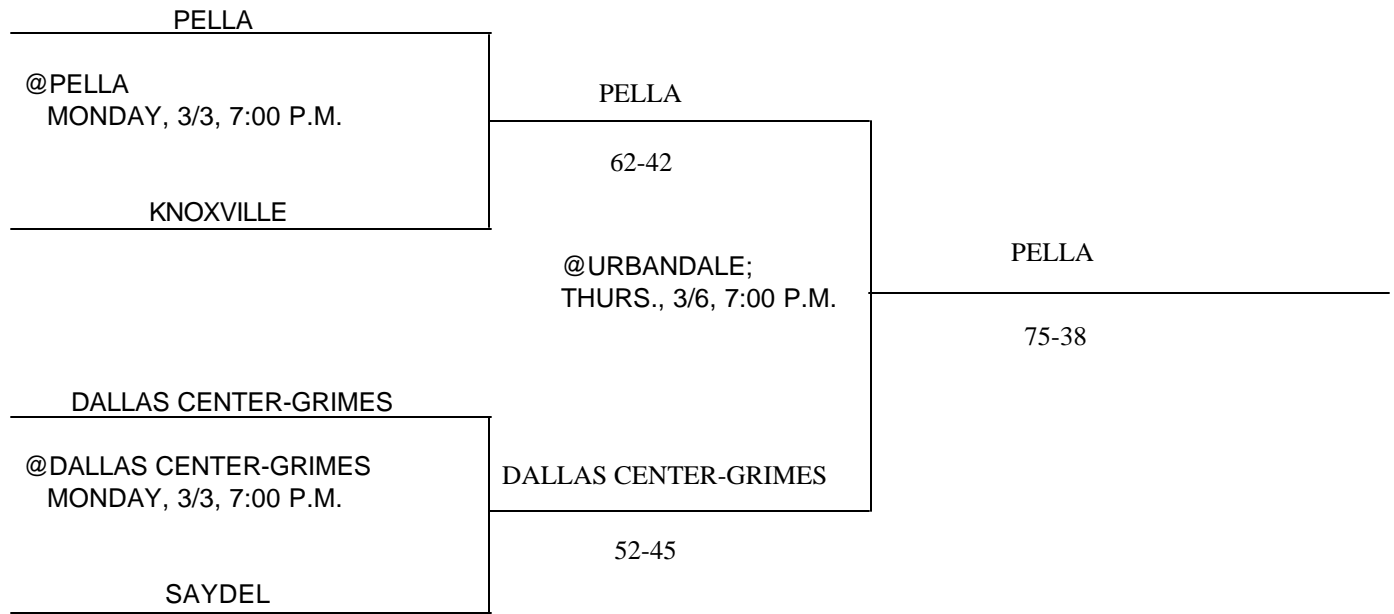 PELLA
@PELLA
MONDAY, 3/3, 7:00 P.M.
PELLA
62-42
KNOXVILLE
@URBANDALE;
THURS., 3/6, 7:00 P.M.
PELLA
75-38
DALLAS CENTER-GRIMES
@DALLAS CENTER-GRIMES
MONDAY, 3/3, 7:00 P.M.
DALLAS CENTER-GRIMES
52-45
SAYDEL